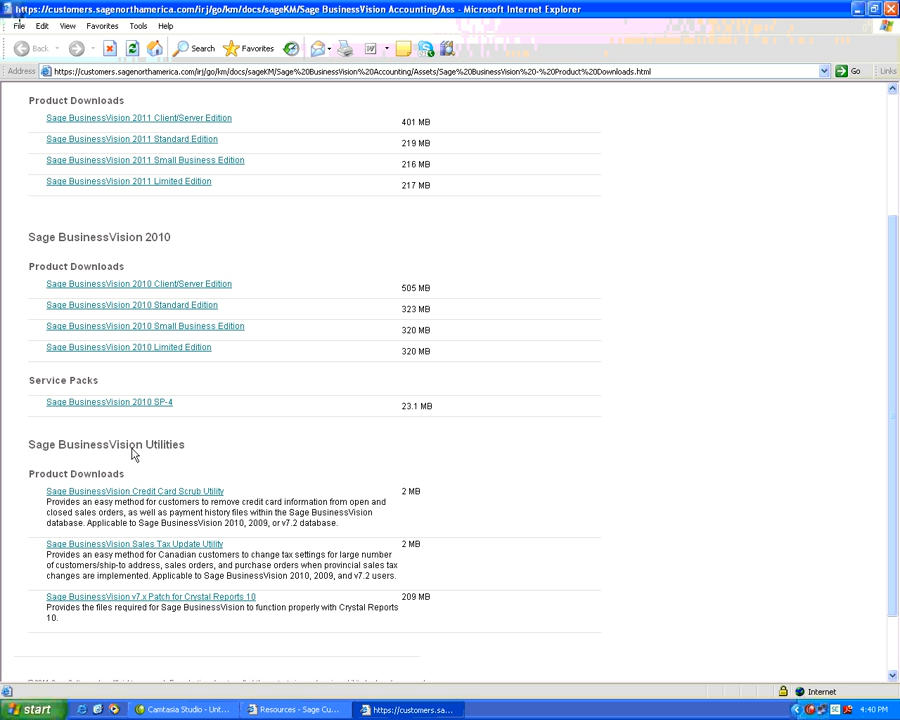 https://customers.sagenorthamerica.com/irj/go/km/docs/sageKM/Sage BusinessVision Accounting/Ass - Microsoft Internet Explorer
File Edit View Favorites Tools Help
Back Search Favorites
Address https://customers.sagenorthamerica.com/irj/go/km/docs/sageKM/Sage%20BusinessVision%20Accounting/Assets/Sage%20BusinessVision%20-%20Product%20Downloads.html Go Links
Product Downloads
Sage BusinessVision 2011 Client/Server Edition 401 MB
Sage BusinessVision 2011 Standard Edition 219 MB
Sage BusinessVision 2011 Small Business Edition 216 MB
Sage BusinessVision 2011 Limited Edition 217 MB
Sage BusinessVision 2010
Product Downloads
Sage BusinessVision 2010 Client/Server Edition 505 MB
Sage BusinessVision 2010 Standard Edition 323 MB
Sage BusinessVision 2010 Small Business Edition 320 MB
Sage BusinessVision 2010 Limited Edition 320 MB
Service Packs
Sage BusinessVision 2010 SP-4 23.1 MB
Sage BusinessVision Utilities
Product Downloads
Sage BusinessVision Credit Card Scrub Utility 2 MB
Provides an easy method for customers to remove credit card information from open and
closed sales orders, as well as payment history files within the Sage BusinessVision
database. Applicable to Sage BusinessVision 2010, 2009, or v7.2 database.
Sage BusinessVision Sales Tax Update Utility 2 MB
Provides an easy method for Canadian customers to change tax settings for large number
of customers/ship-to address, sales orders, and purchase orders when provincial sales tax
changes are implemented. Applicable to Sage BusinessVision 2010, 2009, and v7.2 users.
Sage BusinessVision v7.x Patch for Crystal Reports 10 209 MB
Provides the files required for Sage BusinessVision to function properly with Crystal Reports
10.
Internet
start Camtasia Studio - Unt... Resources - Sage Cu... https://customers.sa... 4:40 PM